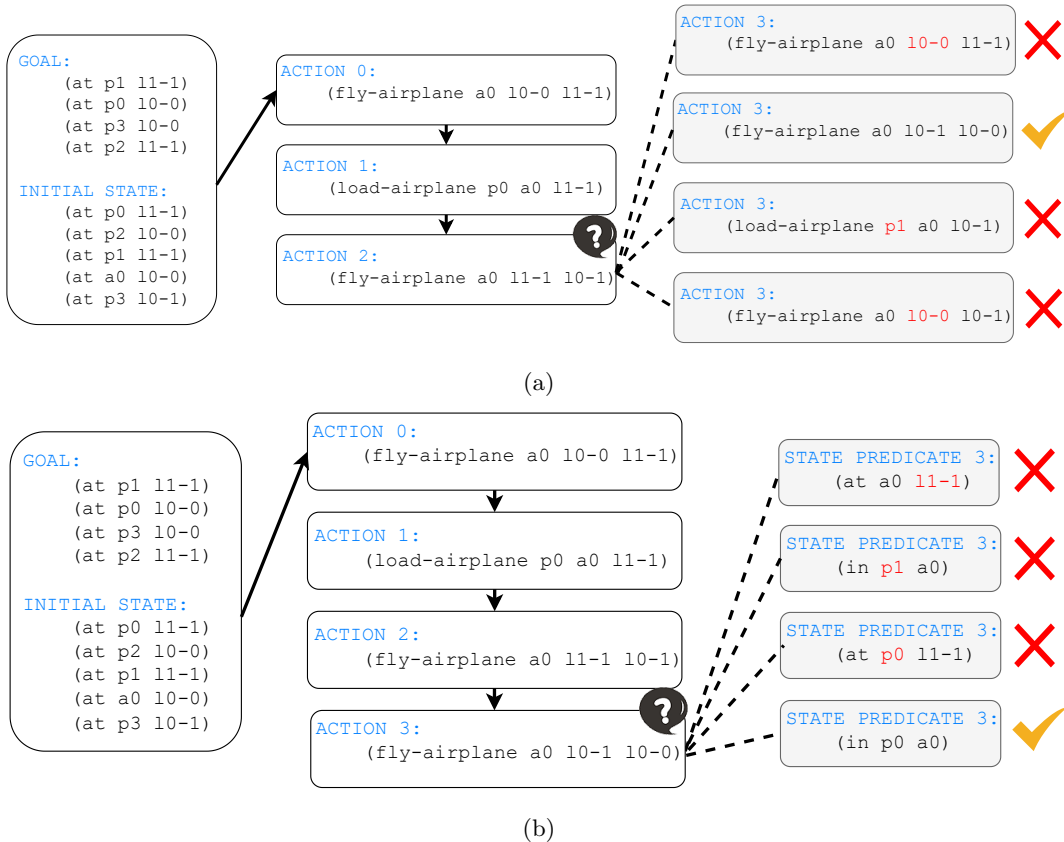 GOAL:
(at p1 l1-1)
(at p0 l0-0)
(at p3 l0-0
(at p2 l1-1)
INITIAL STATE:
(at p0 l1-1)
(at p2 l0-0)
(at p1 l1-1)
(at a0 l0-0)
(at p3 l0-1)
ACTION 0:
(fly-airplane a0 l0-0 l1-1)
ACTION 1:
(load-airplane p0 a0 l1-1)
?
ACTION 2:
(fly-airplane a0 l1-1 l0-1)
ACTION 3:
(fly-airplane a0 l0-0 l1-1)
ACTION 3:
(fly-airplane a0 l0-1 l0-0)
ACTION 3:
(load-airplane p1 a0 l0-1)
ACTION 3:
(fly-airplane a0 l0-0 l0-1)
(a)
GOAL:
(at p1 l1-1)
(at p0 l0-0)
(at p3 l0-0
(at p2 l1-1)
INITIAL STATE:
(at p0 l1-1)
(at p2 l0-0)
(at p1 l1-1)
(at a0 l0-0)
(at p3 l0-1)
ACTION 0:
(fly-airplane a0 l0-0 l1-1)
ACTION 1:
(load-airplane p0 a0 l1-1)
ACTION 2:
(fly-airplane a0 l1-1 l0-1)
?
ACTION 3:
(fly-airplane a0 l0-1 l0-0)
STATE PREDICATE 3:
(at a0 l1-1)
STATE PREDICATE 3:
(in p1 a0)
STATE PREDICATE 3:
(at p0 l1-1)
STATE PREDICATE 3:
(in p0 a0)
(b)